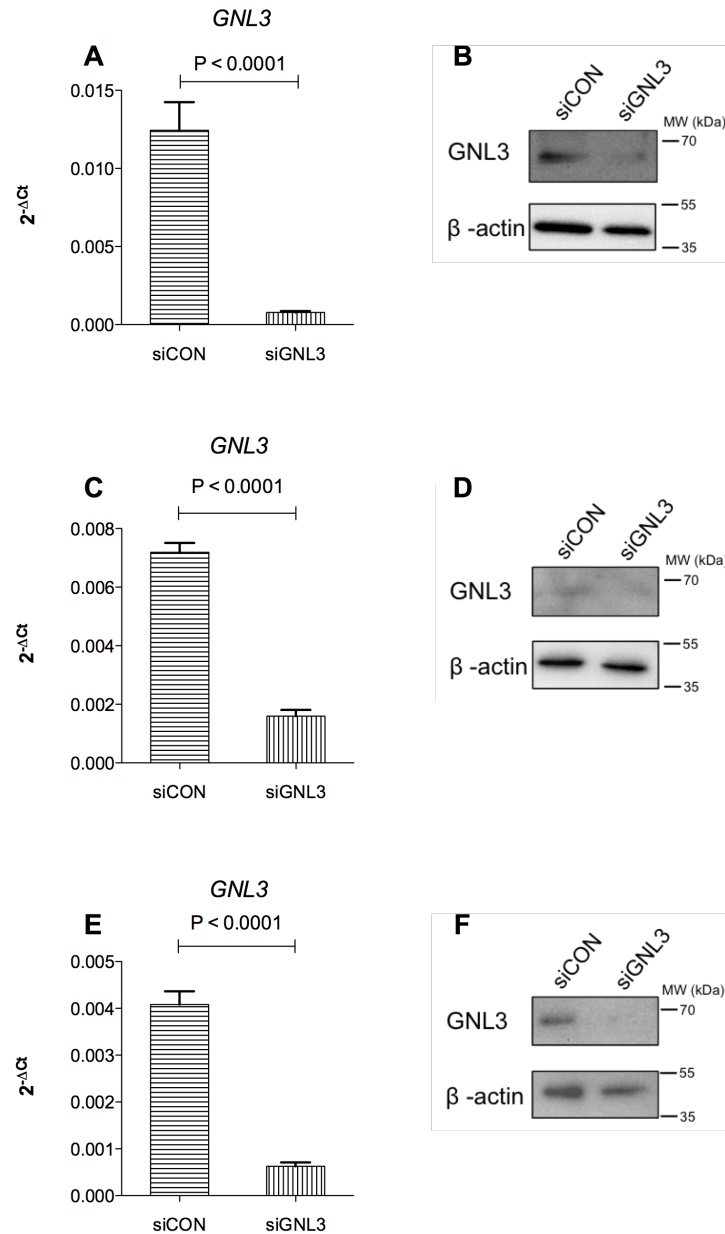 GNL3
A
P < 0.0001
0.015
0.010
0.005
0.000
2-ΔCt
siCON siGNL3
B
siCON siGNL3
MW (kDa)
GNL3
70
55
β -actin
35
GNL3
C
P < 0.0001
0.008
0.006
0.004
0.002
0.000
2-ΔCt
siCON siGNL3
D
siCON siGNL3
MW (kDa)
GNL3
70
55
β -actin
35
GNL3
E
P < 0.0001
0.005
0.004
0.003
0.002
0.001
0.000
2-ΔCt
siCON siGNL3
F
siCON siGNL3
MW (kDa)
GNL3
70
55
β -actin
35